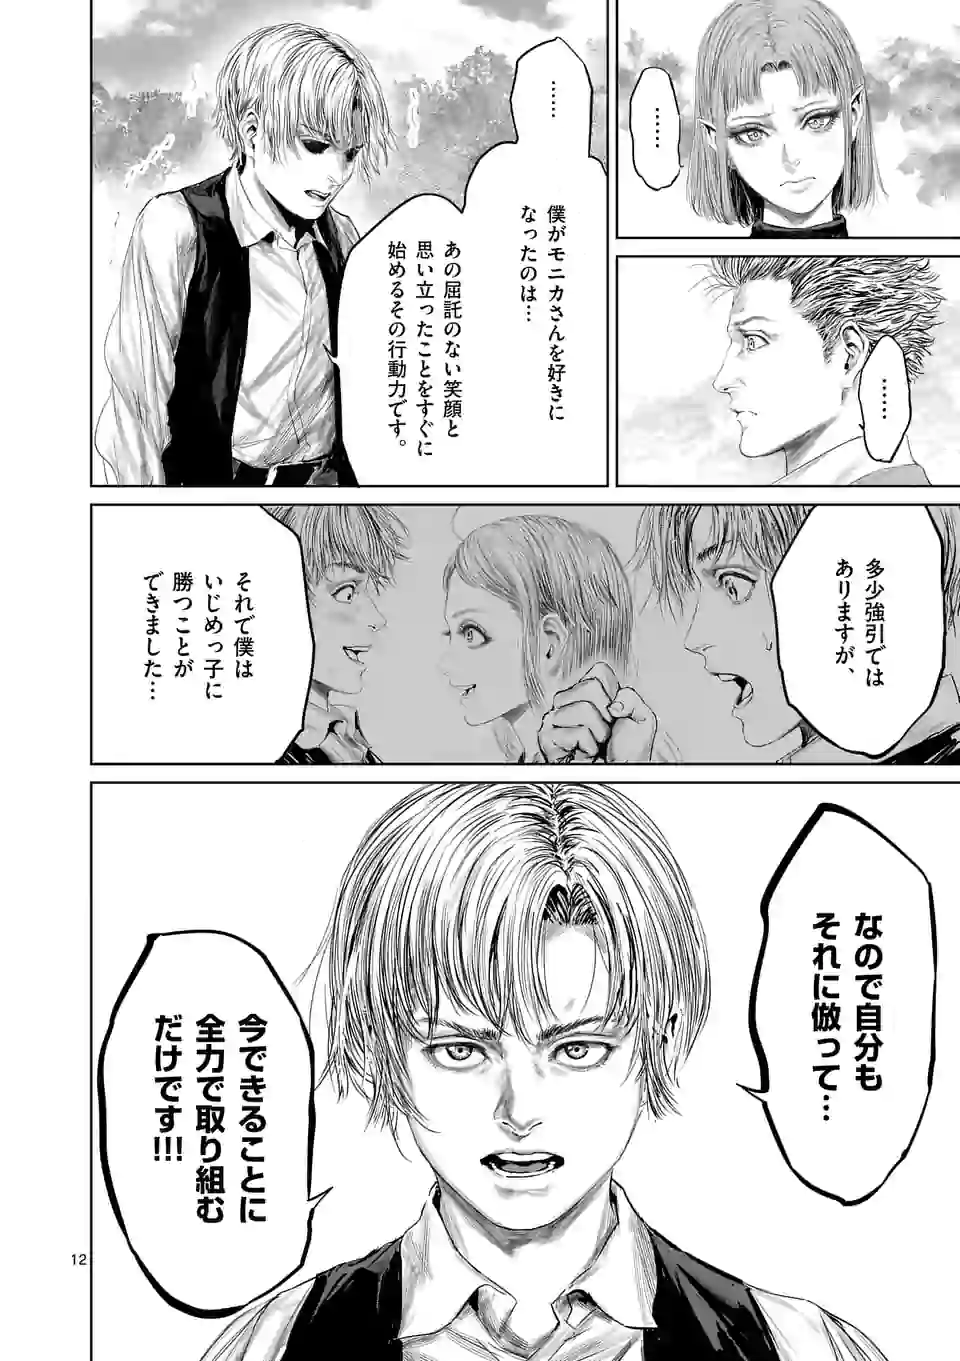 ……
……
……
僕がモニカさんを好きに
なったのは…
あの屈託のない笑顔と
思い立ったことをすぐに
始めるその行動力です。
多少強引では
ありますが、
それで僕は
いじめっ子に
勝つことが
できました…
なので自分も
それに倣って…
今できることに
全力で取り組む
だけです!!!
12